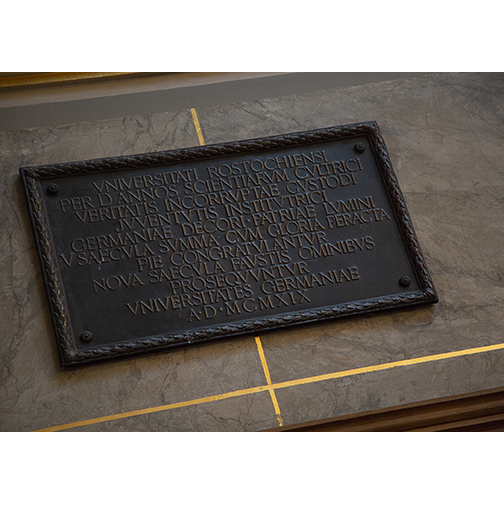 VNIVERSITATI ROSTOCHIENSI
PER D ANNOS SCIENTIARVM CVLTRICI
VERITATIS INCORRVPTAE CVSTODI
IVVENTVTIS INSTITVTRICI
GERMANIAE DECORI · PATRIAE LVMINI
V SAECVLA SVMMA CVM GLORIA PERACTA
PIE CONGRATVLANTVR
NOVA SAECVLA FAVSTIS OMINIBVS
PROSEQVVNTVR
VNIVERSITATES GERMANIAE
A · D · MCMXIX